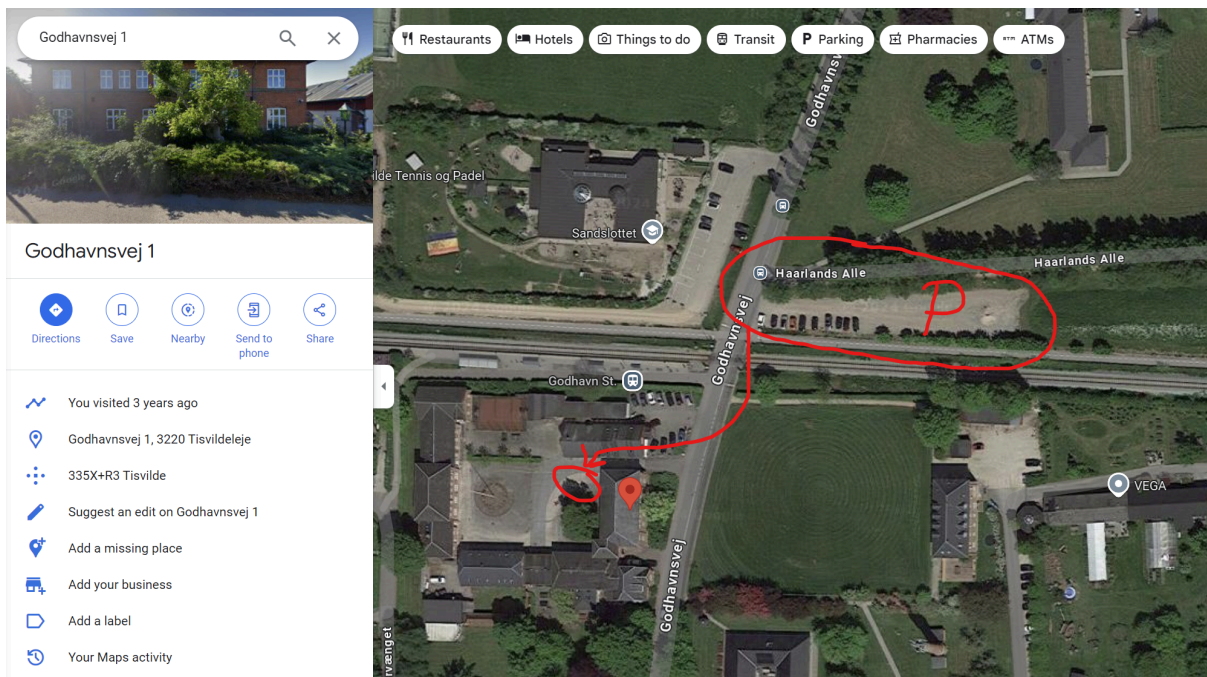 Godhavnsvej 1
Restaurants
Hotels
Things to do
Transit
P Parking
Pharmacies
ATMs
Godhavnsvej 1
Directions
Save
Nearby
Send to
phone
Share
You visited 3 years ago
Godhavnsvej 1, 3220 Tisvildeleje
335X+R3 Tisvilde
Suggest an edit on Godhavnsvej 1
Add a missing place
Add your business
Add a label
Your Maps activity
Godhavnsv
ilde Tennis og Padel
Sandslottet
Haarlands Alle
Haarlands Alle
P
Godhavnsvej
Godhavn St.
VEGA
Godhavnsvej
rvænget